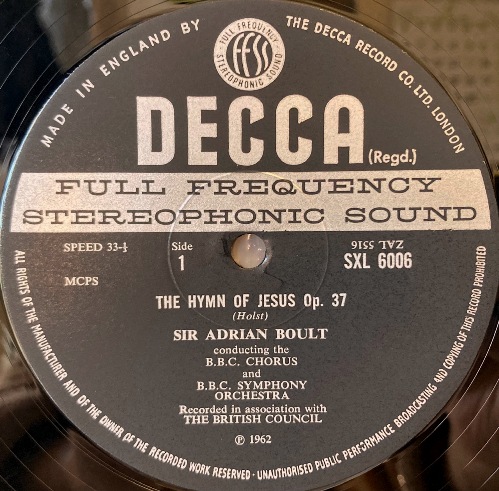 MADE IN ENGLAND BY THE DECCA RECORD CO. LTD. LONDON
FULL FREQUENCY
ffss
STEREOPHONIC SOUND
DECCA (Regd.)
FULL FREQUENCY
STEREOPHONIC SOUND
SPEED 33⅓
Side
1
ZAL 5516
SXL 6006
MCPS
THE HYMN OF JESUS Op. 37
(Holst)
SIR ADRIAN BOULT
conducting the
B.B.C. CHORUS
and
B.B.C. SYMPHONY
ORCHESTRA
Recorded in association with
THE BRITISH COUNCIL
℗ 1962
ALL RIGHTS OF THE MANUFACTURER AND OF THE OWNER OF THE RECORDED WORK RESERVED · UNAUTHORISED PUBLIC PERFORMANCE BROADCASTING AND COPYING OF THIS RECORD PROHIBITED